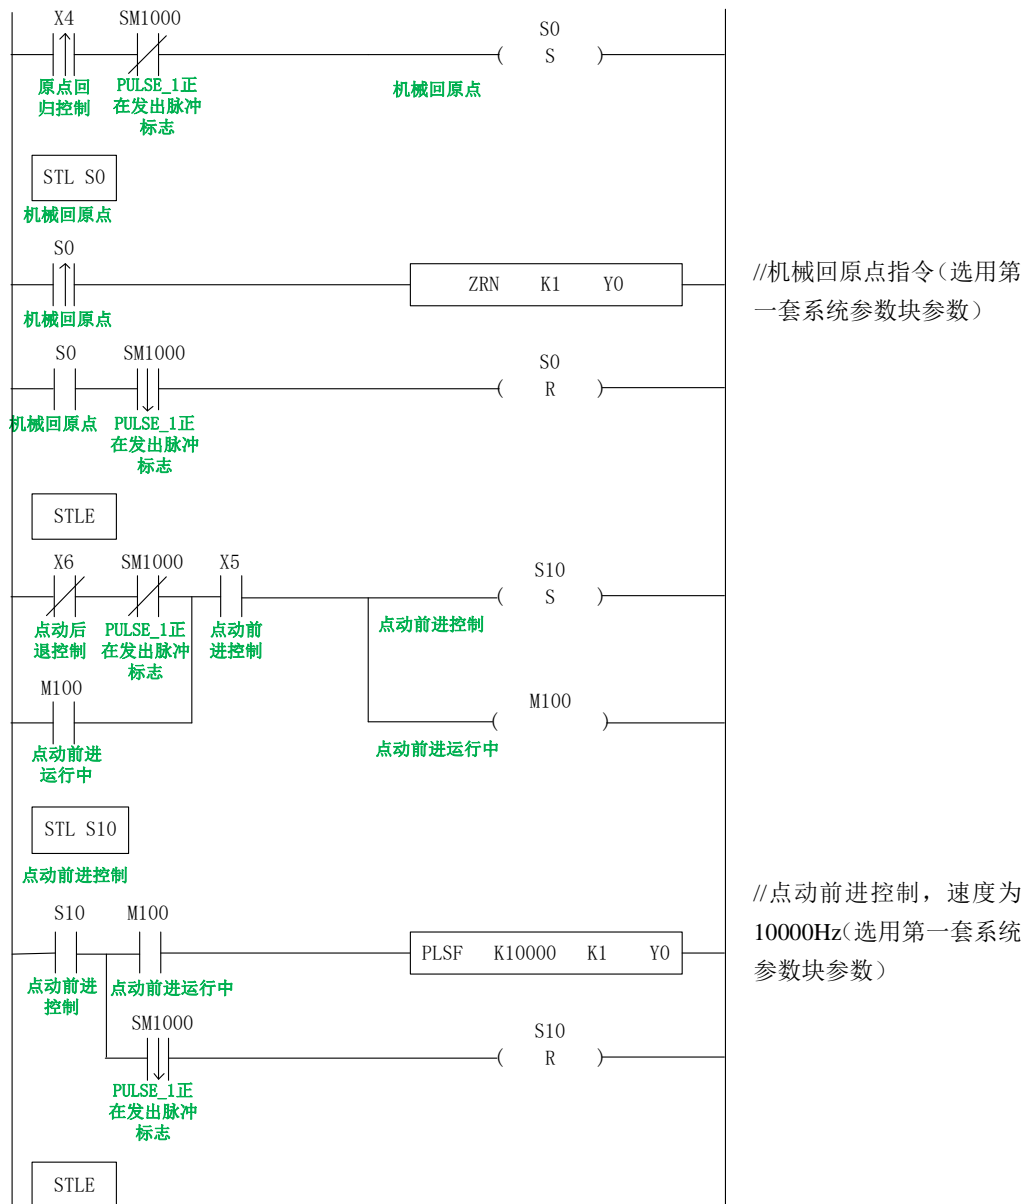 X4 SM1000
S0
( S )
原点回 PULSE_1正 机械回原点
归控制 在发出脉冲
标志
STL S0
机械回原点
S0
ZRN K1 Y0
//机械回原点指令（选用第
一套系统参数块参数）
机械回原点
S0 SM1000
S0
( R )
机械回原点 PULSE_1正
在发出脉冲
标志
STLE
X6 SM1000 X5
S10
( S )
点动后 PULSE_1正 点动前 点动前进控制
退控制 在发出脉冲 进控制
标志
M100
M100
( )
点动前进 点动前进运行中
运行中
STL S10
点动前进控制
S10 M100
//点动前进控制，速度为
10000Hz（选用第一套系统
参数块参数）
PLSF K10000 K1 Y0
点动前进 点动前进运行中
控制
SM1000
S10
( R )
PULSE_1正
在发出脉冲
标志
STLE